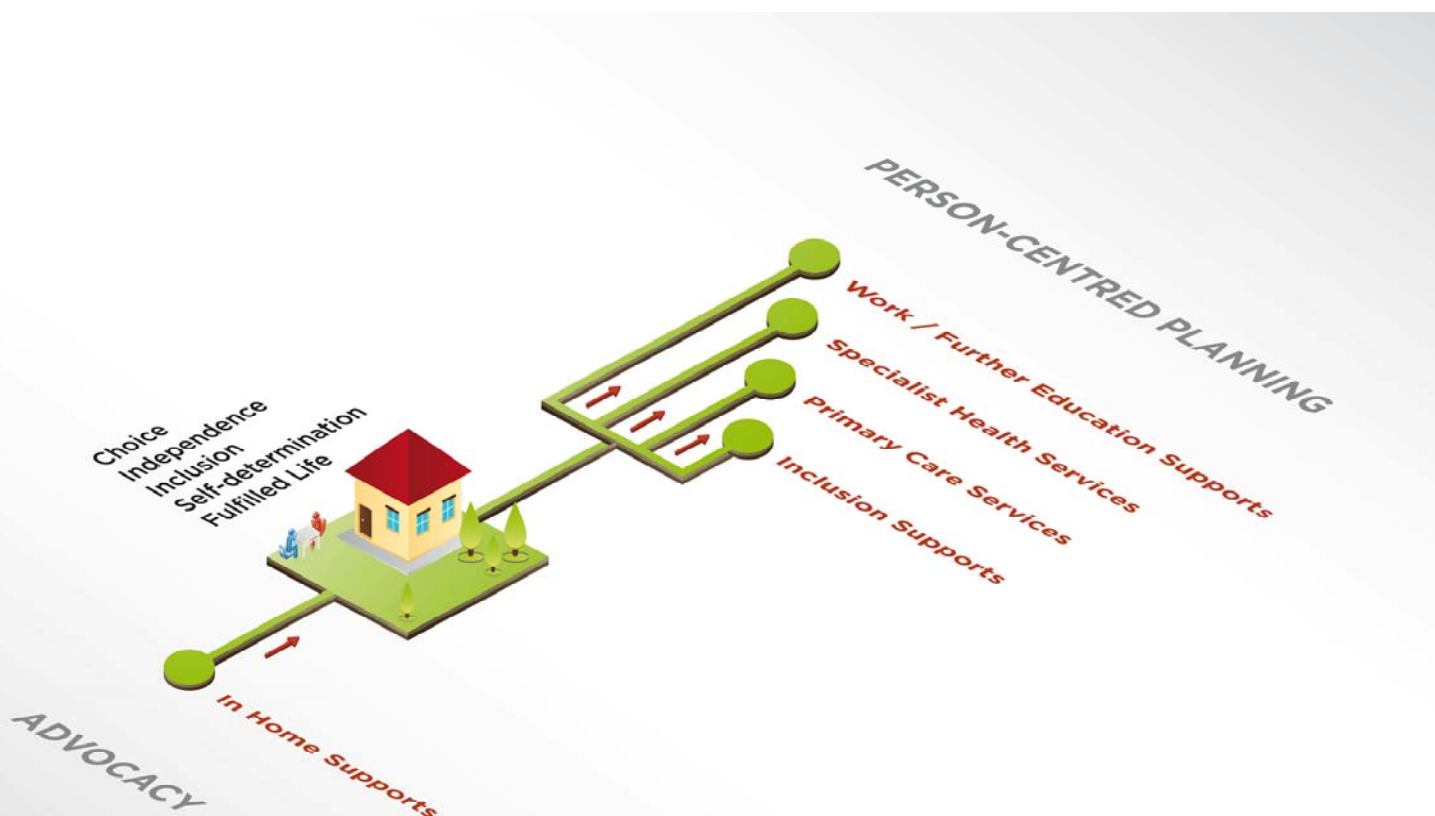 PERSON-CENTRED PLANNING
Work / Further Education Supports
Specialist Health Services
Primary Care Services
Inclusion Supports
Choice
Independence
Inclusion
Self-determination
Fulfilled Life
In Home Supports
ADVOCACY